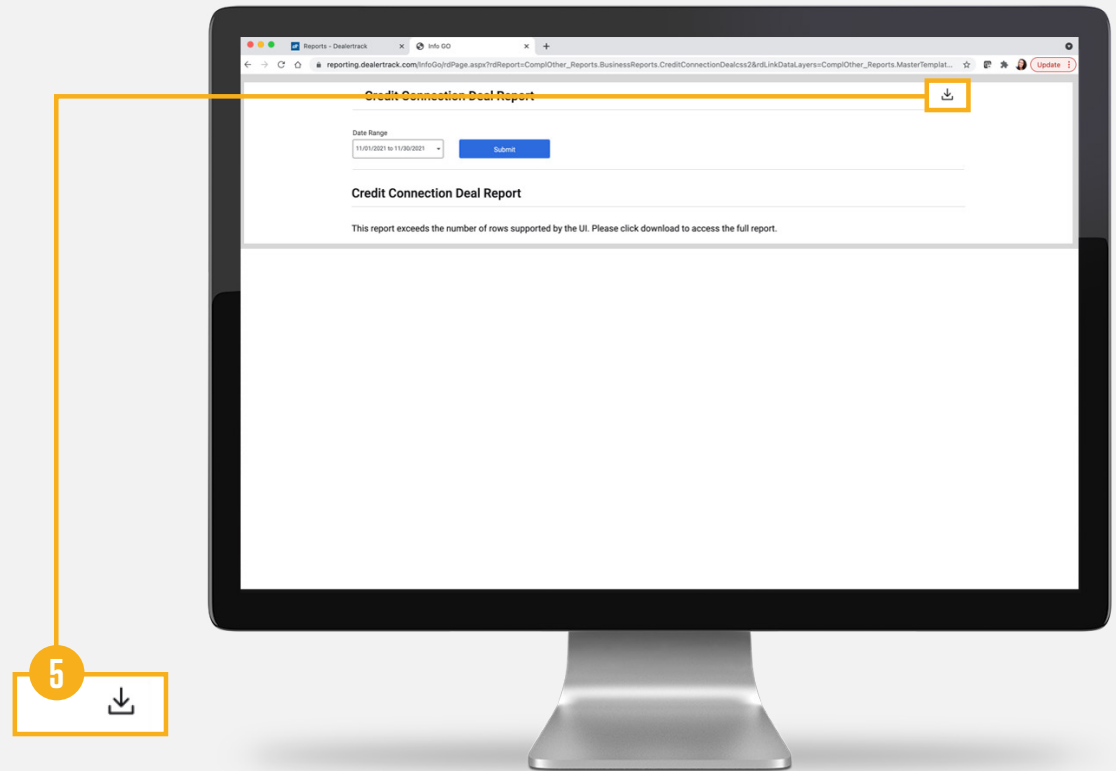 Reports - Dealertrack
Info GO
reporting.dealertrack.com/InfoGo/rdPage.aspx?rdReport=ComplOther_Reports.BusinessReports.CreditConnectionDealcss2&rdLinkDataLayers=ComplOther_Reports.MasterTemplat...
Update
Credit Connection Deal Report
Date Range
11/01/2021 to 11/30/2021
Submit
Credit Connection Deal Report
This report exceeds the number of rows supported by the UI. Please click download to access the full report.
5